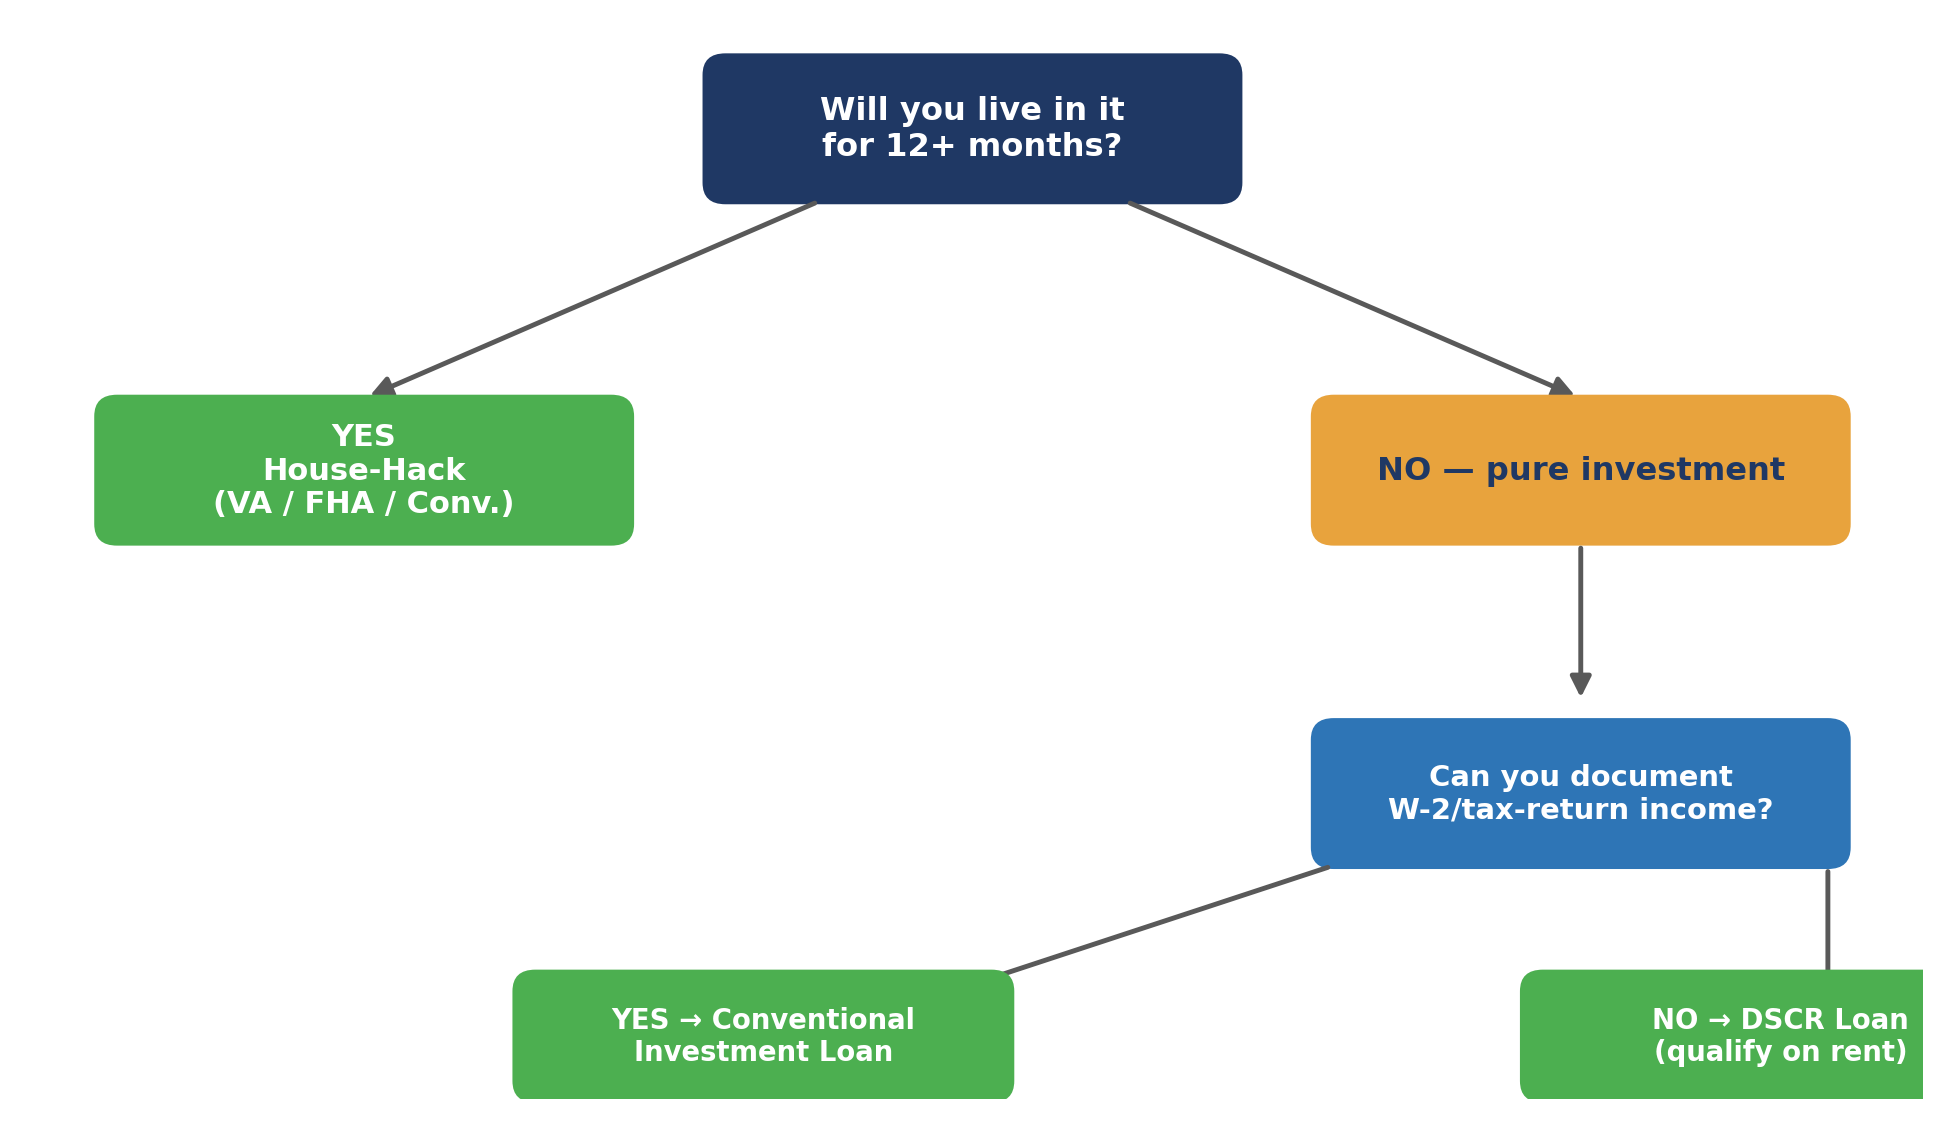 Will you live in it
for 12+ months?
YES
House-Hack
(VA / FHA / Conv.)
NO — pure investment
Can you document
W-2/tax-return income?
YES → Conventional
Investment Loan
NO → DSCR Loan
(qualify on rent)